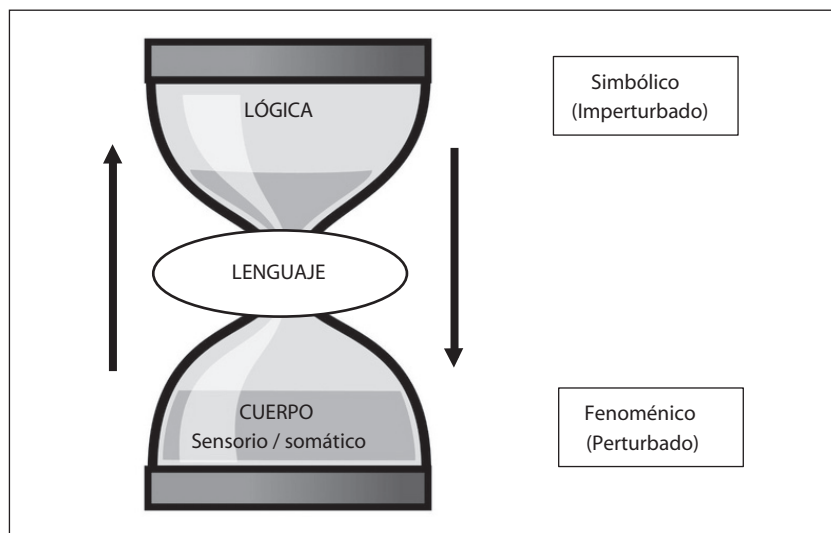 LÓGICA
Simbólico
(Imperturbado)
LENGUAJE
CUERPO
Sensorio / somático
Fenoménico
(Perturbado)